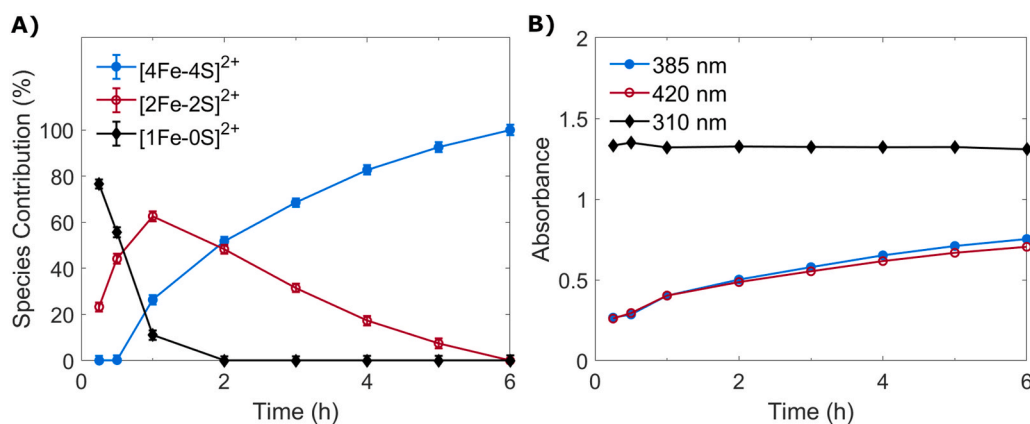 A)
[4Fe-4S]²⁺
[2Fe-2S]²⁺
[1Fe-0S]²⁺
Species Contribution (%)
100
80
60
40
20
0
0 2 4 6
Time (h)
B)
385 nm
420 nm
310 nm
Absorbance
2
1.5
1
0.5
0
0 2 4 6
Time (h)